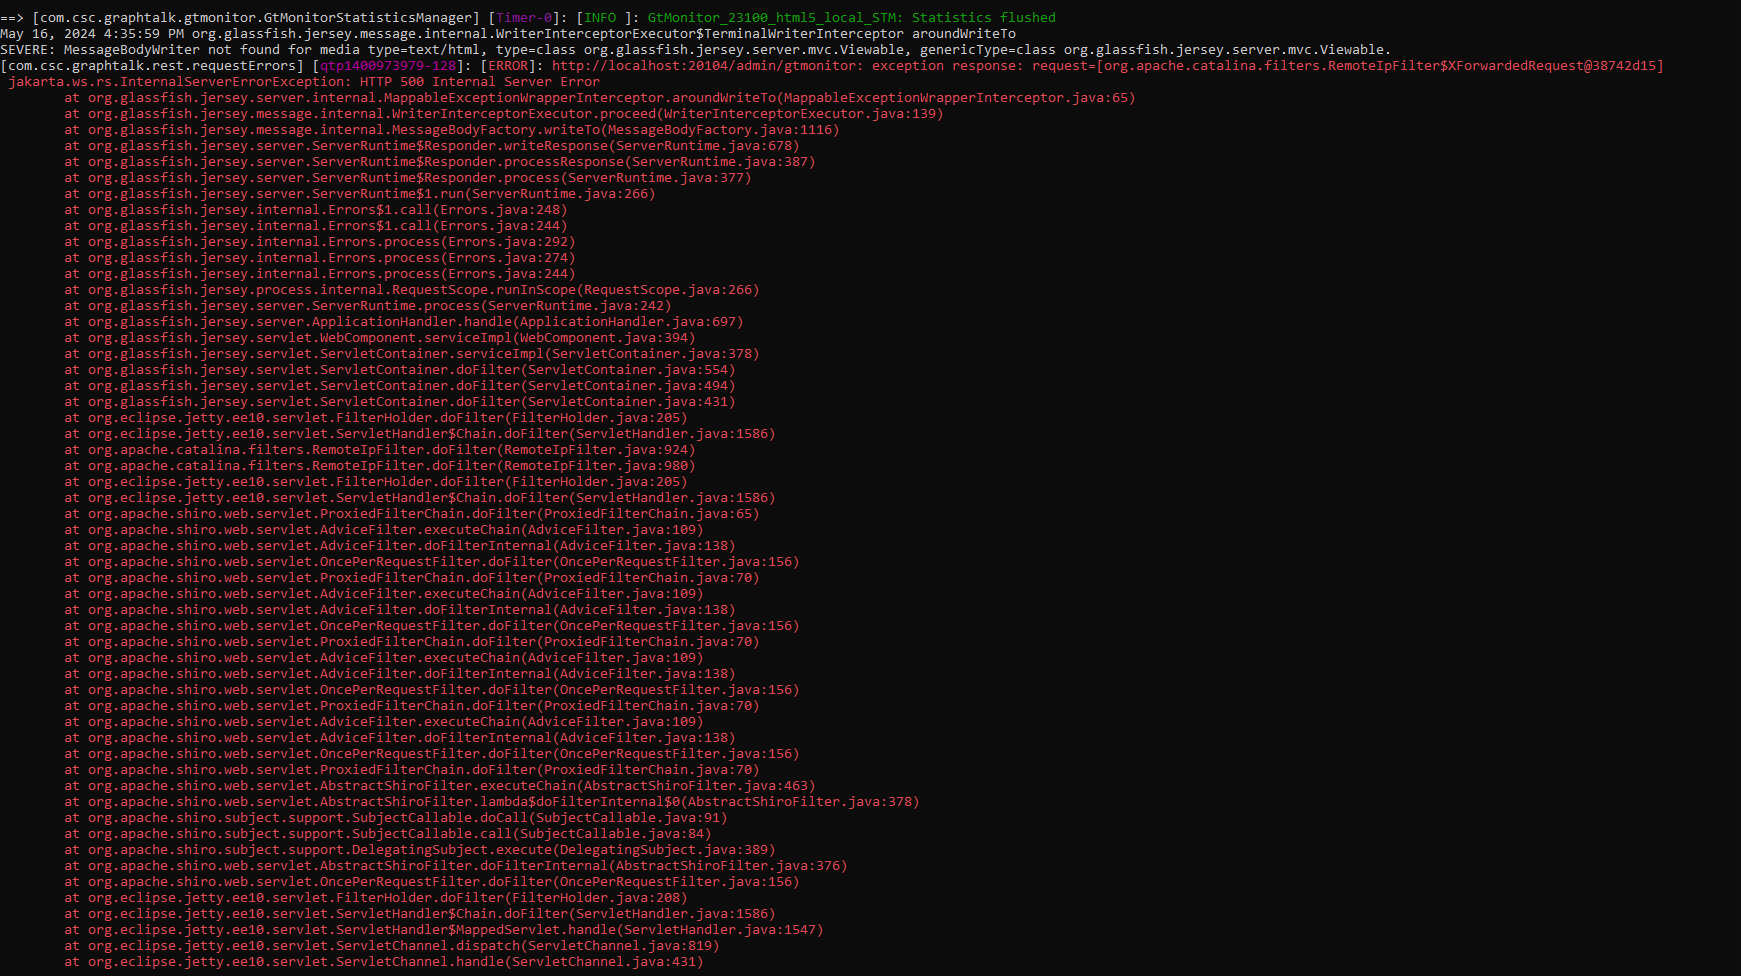 ==> [com.csc.graphtalk.gtmonitor.GtMonitorStatisticsManager] [Timer-0]: [INFO ]: GtMonitor_23100_html5_local_STM: Statistics flushed
May 16, 2024 4:35:59 PM org.glassfish.jersey.message.internal.WriterInterceptorExecutor$TerminalWriterInterceptor aroundWriteTo
SEVERE: MessageBodyWriter not found for media type=text/html, type=class org.glassfish.jersey.server.mvc.Viewable, genericType=class org.glassfish.jersey.server.mvc.Viewable.
[com.csc.graphtalk.rest.requestErrors] [qtp1400973979-128]: [ERROR]: http://localhost:20104/admin/gtmonitor: exception response: request=[org.apache.catalina.filters.RemoteIpFilter$XForwardedRequest@38742d15]
jakarta.ws.rs.InternalServerErrorException: HTTP 500 Internal Server Error
at org.glassfish.jersey.server.internal.MappableExceptionWrapperInterceptor.aroundWriteTo(MappableExceptionWrapperInterceptor.java:65)
at org.glassfish.jersey.message.internal.WriterInterceptorExecutor.proceed(WriterInterceptorExecutor.java:139)
at org.glassfish.jersey.message.internal.MessageBodyFactory.writeTo(MessageBodyFactory.java:1116)
at org.glassfish.jersey.server.ServerRuntime$Responder.writeResponse(ServerRuntime.java:678)
at org.glassfish.jersey.server.ServerRuntime$Responder.processResponse(ServerRuntime.java:387)
at org.glassfish.jersey.server.ServerRuntime$Responder.process(ServerRuntime.java:377)
at org.glassfish.jersey.server.ServerRuntime$1.run(ServerRuntime.java:266)
at org.glassfish.jersey.internal.Errors$1.call(Errors.java:248)
at org.glassfish.jersey.internal.Errors$1.call(Errors.java:244)
at org.glassfish.jersey.internal.Errors.process(Errors.java:292)
at org.glassfish.jersey.internal.Errors.process(Errors.java:274)
at org.glassfish.jersey.internal.Errors.process(Errors.java:244)
at org.glassfish.jersey.process.internal.RequestScope.runInScope(RequestScope.java:266)
at org.glassfish.jersey.server.ServerRuntime.process(ServerRuntime.java:242)
at org.glassfish.jersey.server.ApplicationHandler.handle(ApplicationHandler.java:697)
at org.glassfish.jersey.servlet.WebComponent.serviceImpl(WebComponent.java:394)
at org.glassfish.jersey.servlet.ServletContainer.serviceImpl(ServletContainer.java:378)
at org.glassfish.jersey.servlet.ServletContainer.doFilter(ServletContainer.java:554)
at org.glassfish.jersey.servlet.ServletContainer.doFilter(ServletContainer.java:494)
at org.glassfish.jersey.servlet.ServletContainer.doFilter(ServletContainer.java:431)
at org.eclipse.jetty.ee10.servlet.FilterHolder.doFilter(FilterHolder.java:205)
at org.eclipse.jetty.ee10.servlet.ServletHandler$Chain.doFilter(ServletHandler.java:1586)
at org.apache.catalina.filters.RemoteIpFilter.doFilter(RemoteIpFilter.java:924)
at org.apache.catalina.filters.RemoteIpFilter.doFilter(RemoteIpFilter.java:980)
at org.eclipse.jetty.ee10.servlet.FilterHolder.doFilter(FilterHolder.java:205)
at org.eclipse.jetty.ee10.servlet.ServletHandler$Chain.doFilter(ServletHandler.java:1586)
at org.apache.shiro.web.servlet.ProxiedFilterChain.doFilter(ProxiedFilterChain.java:65)
at org.apache.shiro.web.servlet.AdviceFilter.executeChain(AdviceFilter.java:109)
at org.apache.shiro.web.servlet.AdviceFilter.doFilterInternal(AdviceFilter.java:138)
at org.apache.shiro.web.servlet.OncePerRequestFilter.doFilter(OncePerRequestFilter.java:156)
at org.apache.shiro.web.servlet.ProxiedFilterChain.doFilter(ProxiedFilterChain.java:70)
at org.apache.shiro.web.servlet.AdviceFilter.executeChain(AdviceFilter.java:109)
at org.apache.shiro.web.servlet.AdviceFilter.doFilterInternal(AdviceFilter.java:138)
at org.apache.shiro.web.servlet.OncePerRequestFilter.doFilter(OncePerRequestFilter.java:156)
at org.apache.shiro.web.servlet.ProxiedFilterChain.doFilter(ProxiedFilterChain.java:70)
at org.apache.shiro.web.servlet.AdviceFilter.executeChain(AdviceFilter.java:109)
at org.apache.shiro.web.servlet.AdviceFilter.doFilterInternal(AdviceFilter.java:138)
at org.apache.shiro.web.servlet.OncePerRequestFilter.doFilter(OncePerRequestFilter.java:156)
at org.apache.shiro.web.servlet.ProxiedFilterChain.doFilter(ProxiedFilterChain.java:70)
at org.apache.shiro.web.servlet.AdviceFilter.executeChain(AdviceFilter.java:109)
at org.apache.shiro.web.servlet.AdviceFilter.doFilterInternal(AdviceFilter.java:138)
at org.apache.shiro.web.servlet.OncePerRequestFilter.doFilter(OncePerRequestFilter.java:156)
at org.apache.shiro.web.servlet.ProxiedFilterChain.doFilter(ProxiedFilterChain.java:70)
at org.apache.shiro.web.servlet.AbstractShiroFilter.executeChain(AbstractShiroFilter.java:463)
at org.apache.shiro.web.servlet.AbstractShiroFilter.lambda$doFilterInternal$0(AbstractShiroFilter.java:378)
at org.apache.shiro.subject.support.SubjectCallable.doCall(SubjectCallable.java:91)
at org.apache.shiro.subject.support.SubjectCallable.call(SubjectCallable.java:84)
at org.apache.shiro.subject.support.DelegatingSubject.execute(DelegatingSubject.java:389)
at org.apache.shiro.web.servlet.AbstractShiroFilter.doFilterInternal(AbstractShiroFilter.java:376)
at org.apache.shiro.web.servlet.OncePerRequestFilter.doFilter(OncePerRequestFilter.java:156)
at org.eclipse.jetty.ee10.servlet.FilterHolder.doFilter(FilterHolder.java:208)
at org.eclipse.jetty.ee10.servlet.ServletHandler$Chain.doFilter(ServletHandler.java:1586)
at org.eclipse.jetty.ee10.servlet.ServletHandler$MappedServlet.handle(ServletHandler.java:1547)
at org.eclipse.jetty.ee10.servlet.ServletChannel.dispatch(ServletChannel.java:819)
at org.eclipse.jetty.ee10.servlet.ServletChannel.handle(ServletChannel.java:431)